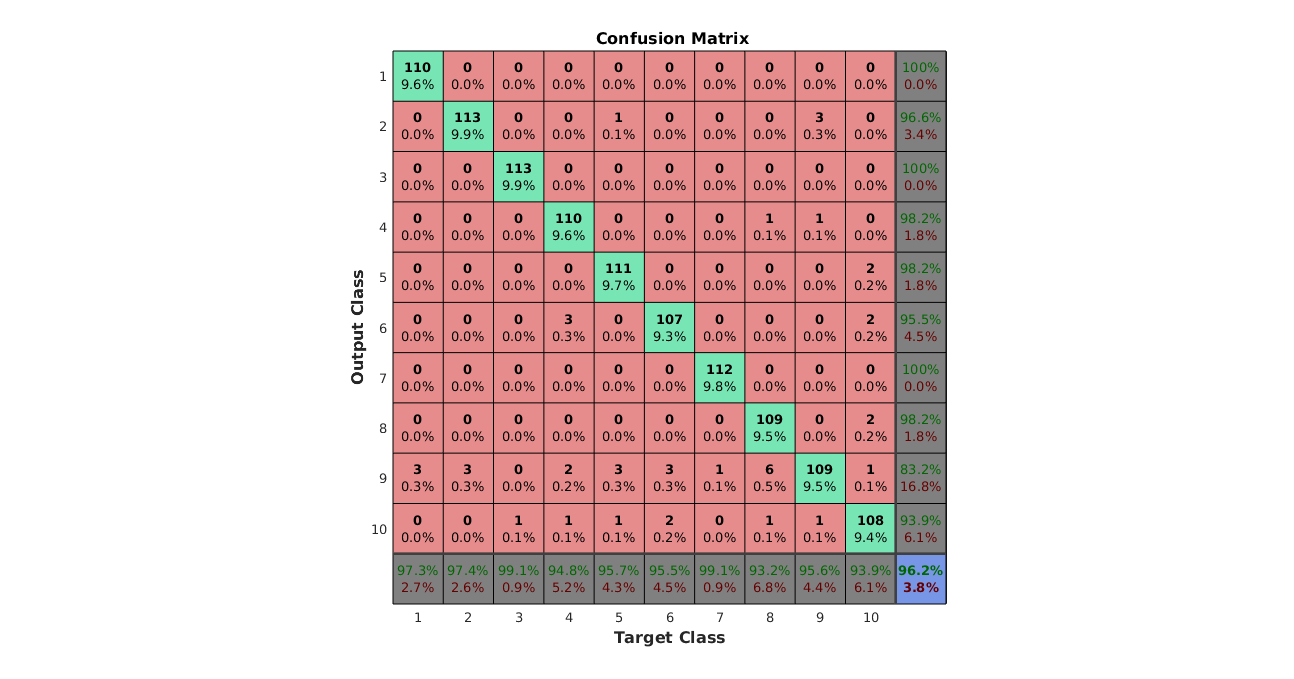 Confusion Matrix
110 0 0 0 0 0 0 0 0 0 100%
1
9.6% 0.0% 0.0% 0.0% 0.0% 0.0% 0.0% 0.0% 0.0% 0.0% 0.0%
0 113 0 0 1 0 0 0 3 0 96.6%
2
0.0% 9.9% 0.0% 0.0% 0.1% 0.0% 0.0% 0.0% 0.3% 0.0% 3.4%
0 0 113 0 0 0 0 0 0 0 100%
3
0.0% 0.0% 9.9% 0.0% 0.0% 0.0% 0.0% 0.0% 0.0% 0.0% 0.0%
0 0 0 110 0 0 0 1 1 0 98.2%
4
0.0% 0.0% 0.0% 9.6% 0.0% 0.0% 0.0% 0.1% 0.1% 0.0% 1.8%
0 0 0 0 111 0 0 0 0 2 98.2%
5
0.0% 0.0% 0.0% 0.0% 9.7% 0.0% 0.0% 0.0% 0.0% 0.2% 1.8%
0 0 0 3 0 107 0 0 0 2 95.5%
6
0.0% 0.0% 0.0% 0.3% 0.0% 9.3% 0.0% 0.0% 0.0% 0.2% 4.5%
0 0 0 0 0 0 112 0 0 0 100%
7
0.0% 0.0% 0.0% 0.0% 0.0% 0.0% 9.8% 0.0% 0.0% 0.0% 0.0%
0 0 0 0 0 0 0 109 0 2 98.2%
8
0.0% 0.0% 0.0% 0.0% 0.0% 0.0% 0.0% 9.5% 0.0% 0.2% 1.8%
3 3 0 2 3 3 1 6 109 1 83.2%
9
0.3% 0.3% 0.0% 0.2% 0.3% 0.3% 0.1% 0.5% 9.5% 0.1% 16.8%
0 0 1 1 1 2 0 1 1 108 93.9%
10
0.0% 0.0% 0.1% 0.1% 0.1% 0.2% 0.0% 0.1% 0.1% 9.4% 6.1%
97.3% 97.4% 99.1% 94.8% 95.7% 95.5% 99.1% 93.2% 95.6% 93.9% 96.2%
2.7% 2.6% 0.9% 5.2% 4.3% 4.5% 0.9% 6.8% 4.4% 6.1% 3.8%
1 2 3 4 5 6 7 8 9 10
Target Class
Output Class